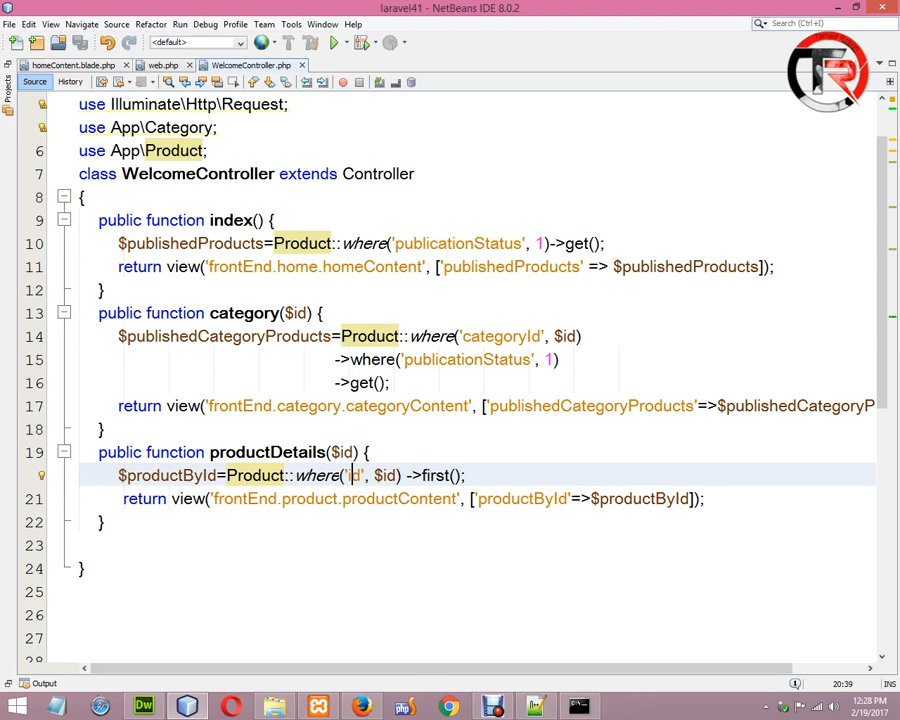 laravel41 - NetBeans IDE 8.0.2
File Edit View Navigate Source Refactor Run Debug Profile Team Tools Window Help
<default>
Search (Ctrl+I)
homeContent.blade.php
web.php
WelcomeController.php
Projects
Source History
use Illuminate\Http\Request;
use App\Category;
6 use App\Product;
7 class WelcomeController extends Controller
8 {
9 public function index() {
10 $publishedProducts=Product::where('publicationStatus', 1)->get();
11 return view('frontEnd.home.homeContent', ['publishedProducts' => $publishedProducts]);
12 }
13 public function category($id) {
14 $publishedCategoryProducts=Product::where('categoryId', $id)
15 ->where('publicationStatus', 1)
16 ->get();
17 return view('frontEnd.category.categoryContent', ['publishedCategoryProducts'=>$publishedCategoryP
18 }
19 public function productDetails($id) {
$productById=Product::where('id', $id) ->first();
21 return view('frontEnd.product.productContent', ['productById'=>$productById]);
22 }
23
24 }
25
26
27
28
Output
20:39
INS
Dw
php
12:28 PM
2/19/2017